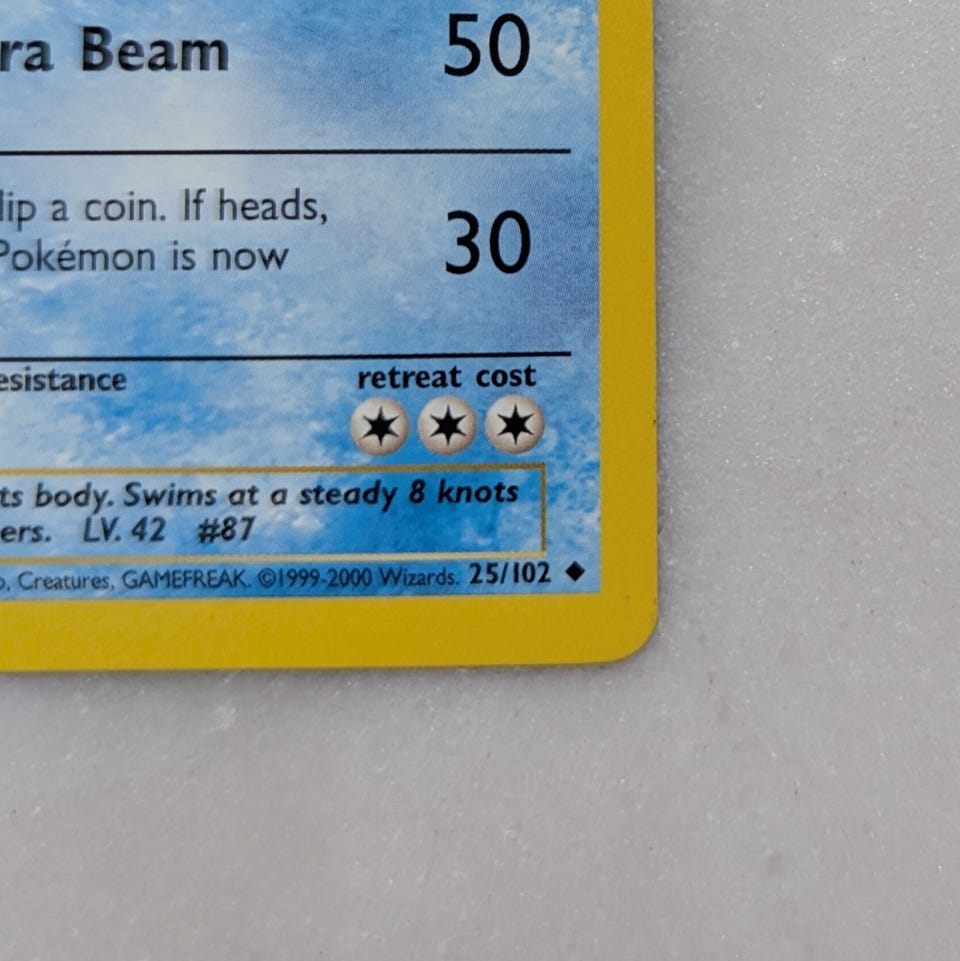 ra Beam 50
lip a coin. If heads,
Pokémon is now
30
esistance retreat cost
ts body. Swims at a steady 8 knots
ers. LV. 42 #87
o, Creatures, GAMEFREAK. ©1999-2000 Wizards. 25/102 ◆